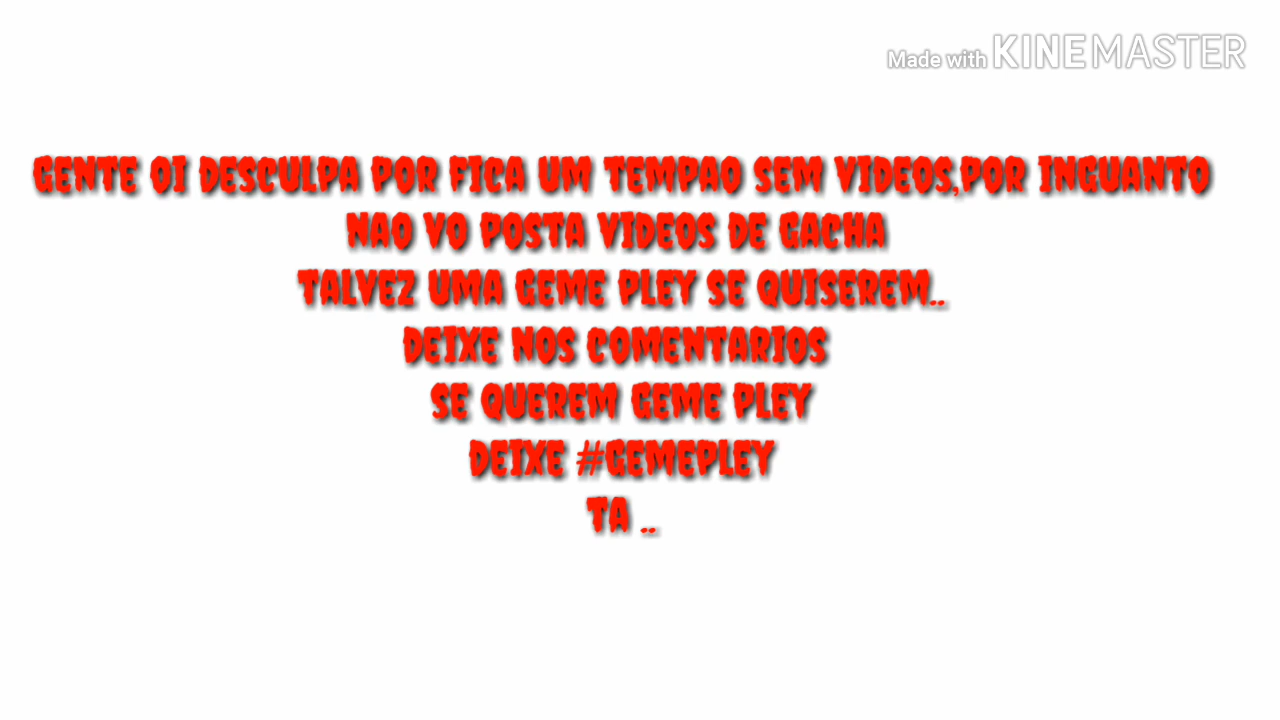 Made with KINEMASTER
GENTE OI DESCULPA POR FICA UM TEMPAO SEM VIDEOS,POR INGUANTO
NAO VO POSTA VIDEOS DE GACHA
TALVEZ UMA GEME PLEY SE QUISEREM..
DEIXE NOS COMENTARIOS
SE QUEREM GEME PLEY
DEIXE #GEMEPLEY
TA ..